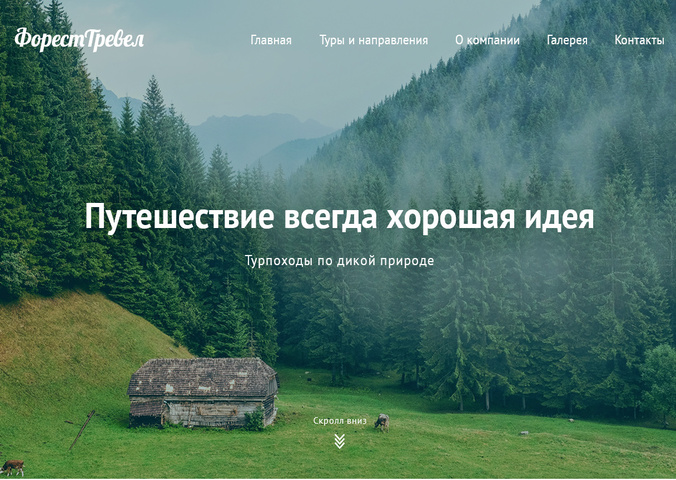 ФорестТревел
Главная Туры и направления О компании Галерея Контакты
Путешествие всегда хорошая идея
Турпоходы по дикой природе
Скролл вниз